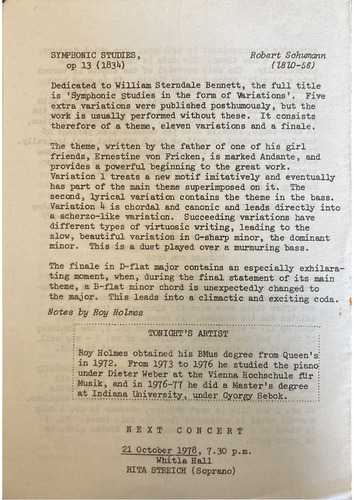 SYMPHONIC STUDIES, Robert Schumann
op 13 (1834) (1810-56)
Dedicated to William Sterndale Bennett, the full title
is 'Symphonic Studies in the form of Variations'. Five
extra variations were published posthumously, but the
work is usually performed without these. It consists
therefore of a theme, eleven variations and a finale.
The theme, written by the father of one of his girl
friends, Ernestine von Fricken, is marked Andante, and
provides a powerful beginning to the great work.
Variation 1 treats a new motif imitatively and eventually
has part of the main theme superimposed on it. The
second, lyrical variation contains the theme in the bass.
Variation 4 is chordal and canonic and leads directly into
a scherzo-like variation. Succeeding variations have
different types of virtuosic writing, leading to the
slow, beautiful variation in G-sharp minor, the dominant
minor. This is a duet played over a murmuring bass.
The finale in D-flat major contains an especially exhilara-
ting moment, when, during the final statement of its main
theme, a B-flat minor chord is unexpectedly changed to
the major. This leads into a climactic and exciting coda.
Notes by Roy Holmes
TONIGHT'S ARTIST
Roy Holmes obtained his BMus degree from Queen's
in 1972. From 1973 to 1976 he studied the piano
under Dieter Weber at the Vienna Hochschule für
Musik, and in 1976-77 he did a Master's degree
at Indiana University, under Gyorgy Sebok.
NEXT CONCERT
21 October 1978, 7.30 p.m.
Whitla Hall
RITA STREICH (Soprano)